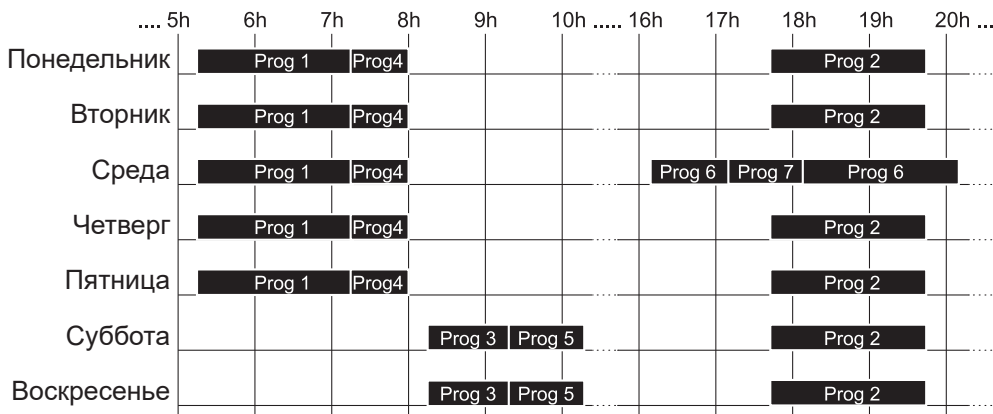 .... 5h 6h 7h 8h 9h 10h ..... 16h 17h 18h 19h 20h ...
Понедельник Prog 1 Prog4 Prog 2
Вторник Prog 1 Prog4 Prog 2
Среда Prog 1 Prog4 Prog 6 Prog 7 Prog 6
Четверг Prog 1 Prog4 Prog 2
Пятница Prog 1 Prog4 Prog 2
Суббота Prog 3 Prog 5 Prog 2
Воскресенье Prog 3 Prog 5 Prog 2